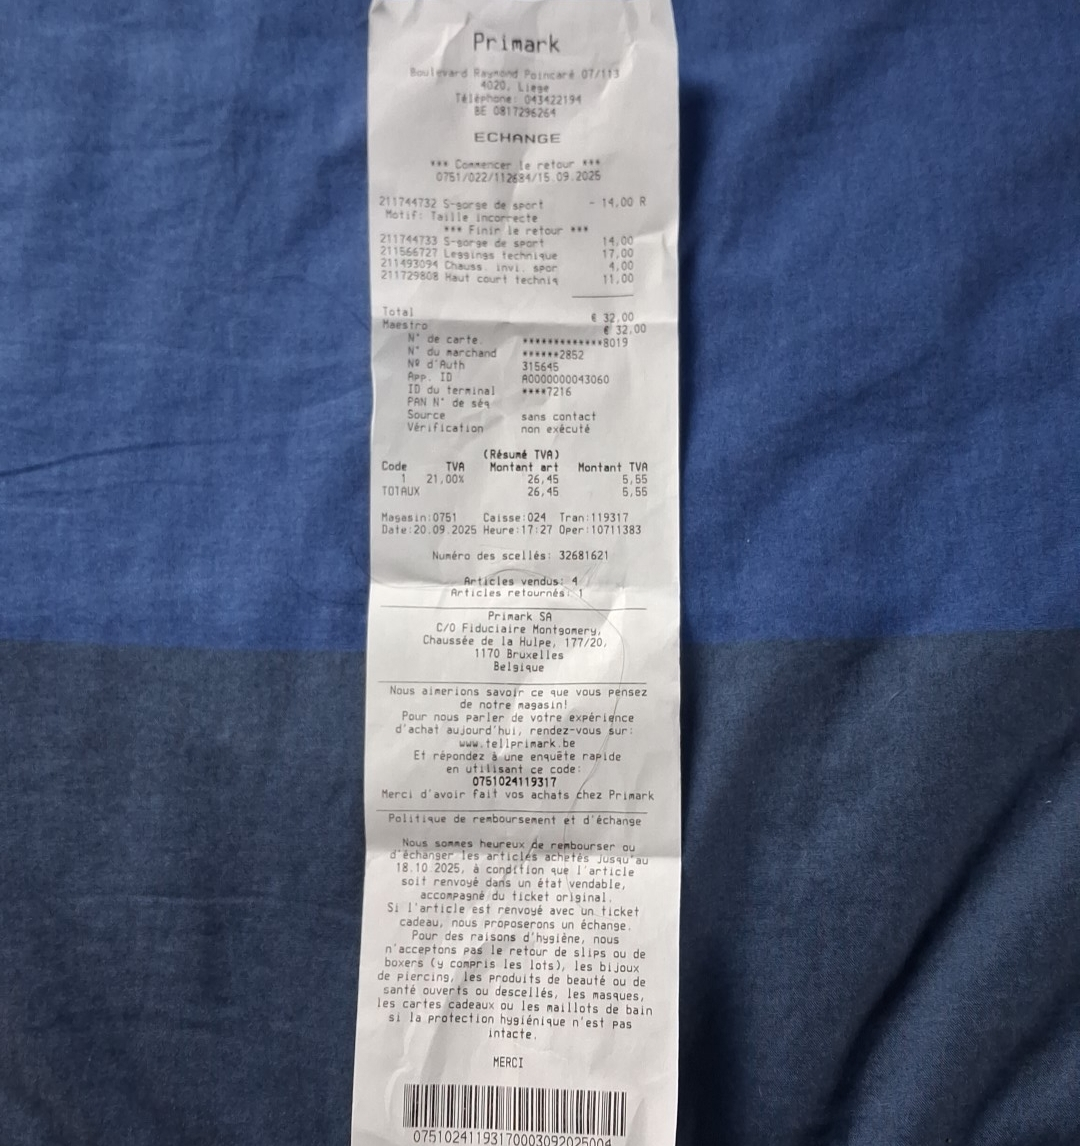 Primark
Boulevard Raymond Poincaré 07/113
4020, Liege
Téléphone: 043422194
BE 0817296264
ECHANGE
*** Commencer le retour ***
0751/022/112684/15.09.2025
211744732 S-gorge de sport - 14,00 R
Motif: Taille incorrecte
*** Finir le retour ***
211744733 S-gorge de sport 14,00
211566727 Leggings technique 17,00
211493094 Chauss. invi. spor 4,00
211729808 Haut court techniq 11,00
Total € 32,00
Maestro € 32,00
N° de carte. *************8019
N° du marchand ******2852
Nº d'Auth 315645
App. ID A0000000043060
ID du terminal ****7216
PAN N° de séq
Source sans contact
Vérification non exécuté
(Résumé TVA)
Code TVA Montant art Montant TVA
1 21,00% 26,45 5,55
TOTAUX 26,45 5,55
Magasin:0751 Caisse:024 Tran:119317
Date:20.09.2025 Heure:17:27 Oper:10711383
Numéro des scellés: 32681621
Articles vendus: 4
Articles retournés: 1
Primark SA
C/O Fiduciaire Montgomery,
Chaussée de la Hulpe, 177/20,
1170 Bruxelles
Belgique
Nous aimerions savoir ce que vous pensez
de notre magasin!
Pour nous parler de votre expérience
d'achat aujourd'hui, rendez-vous sur:
www.tellprimark.be
Et répondez à une enquête rapide
en utilisant ce code:
0751024119317
Merci d'avoir fait vos achats chez Primark
Politique de remboursement et d'échange
Nous sommes heureux de rembourser ou
d'échanger les articles achetés jusqu'au
18.10.2025, à condition que l'article
soit renvoyé dans un état vendable,
accompagné du ticket original.
Si l'article est renvoyé avec un ticket
cadeau, nous proposerons un échange.
Pour des raisons d'hygiène, nous
n'acceptons pas le retour de slips ou de
boxers (y compris les lots), les bijoux
de piercing, les produits de beauté ou de
santé ouverts ou descellés, les masques,
les cartes cadeaux ou les maillots de bain
si la protection hygiénique n'est pas
intacte.
MERCI
07510241193170003092025004